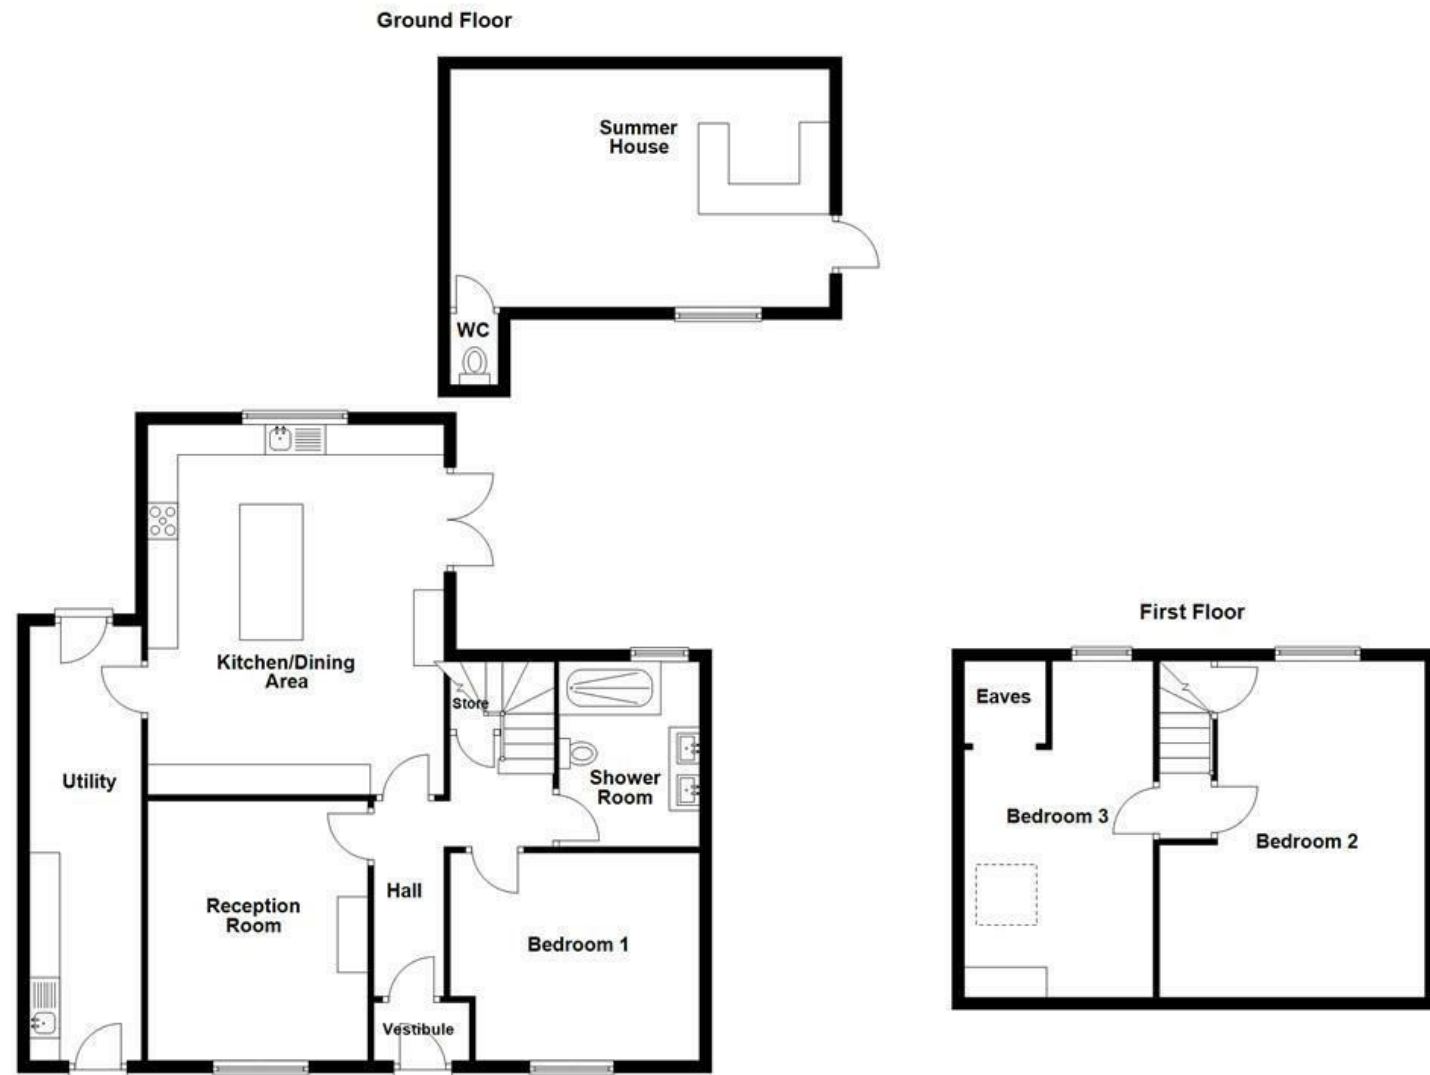 Ground Floor
Summer
House
WC
Kitchen/Dining
Area
Store
Utility
Shower
Room
Hall
Reception
Room
Bedroom 1
Vestibule
First Floor
Eaves
Bedroom 3
Bedroom 2